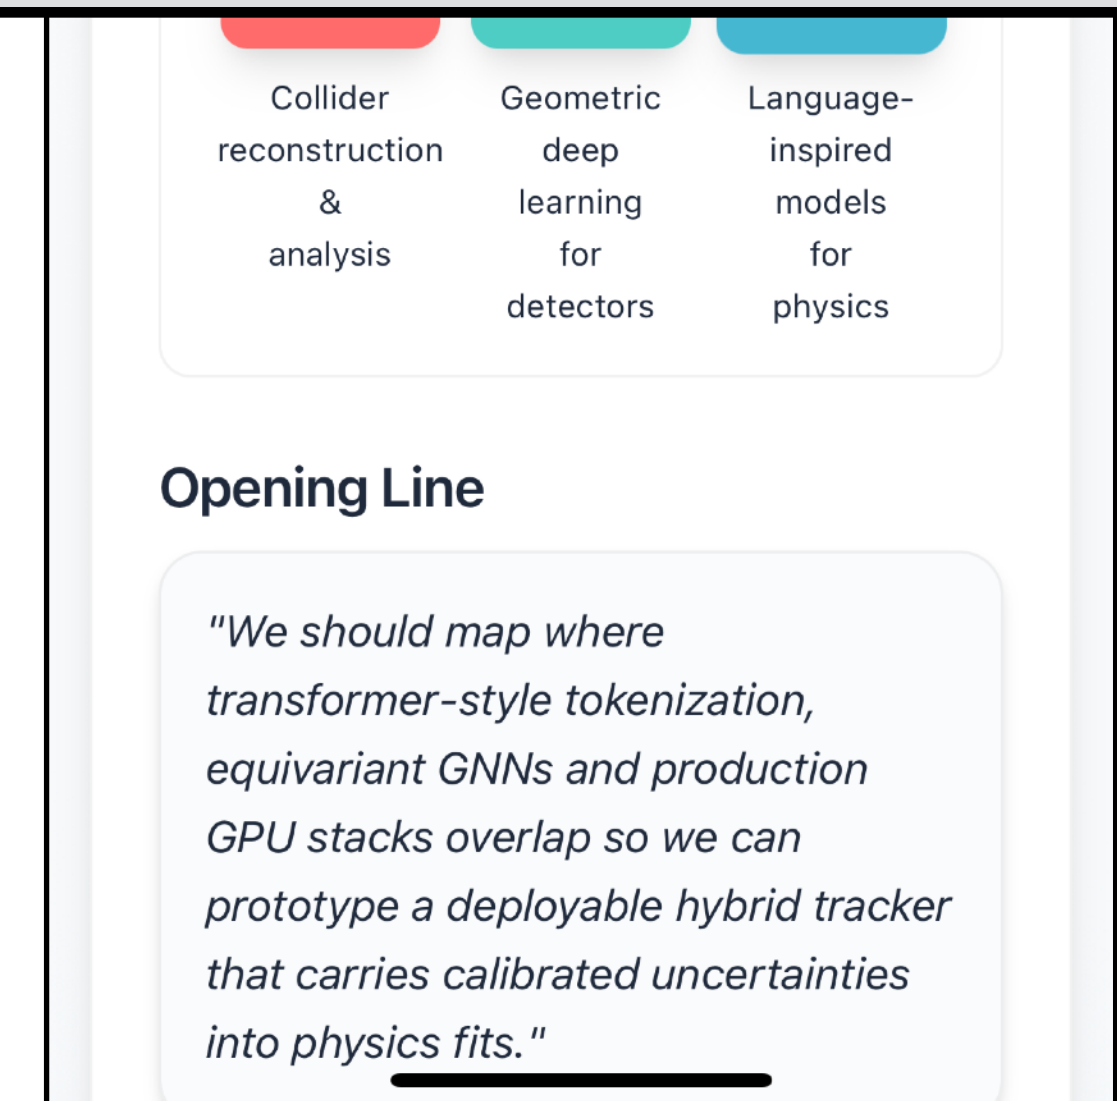 Collider
reconstruction
&
analysis
Geometric
deep
learning
for
detectors
Language-
inspired
models
for
physics
Opening Line
"We should map where
transformer-style tokenization,
equivariant GNNs and production
GPU stacks overlap so we can
prototype a deployable hybrid tracker
that carries calibrated uncertainties
into physics fits."